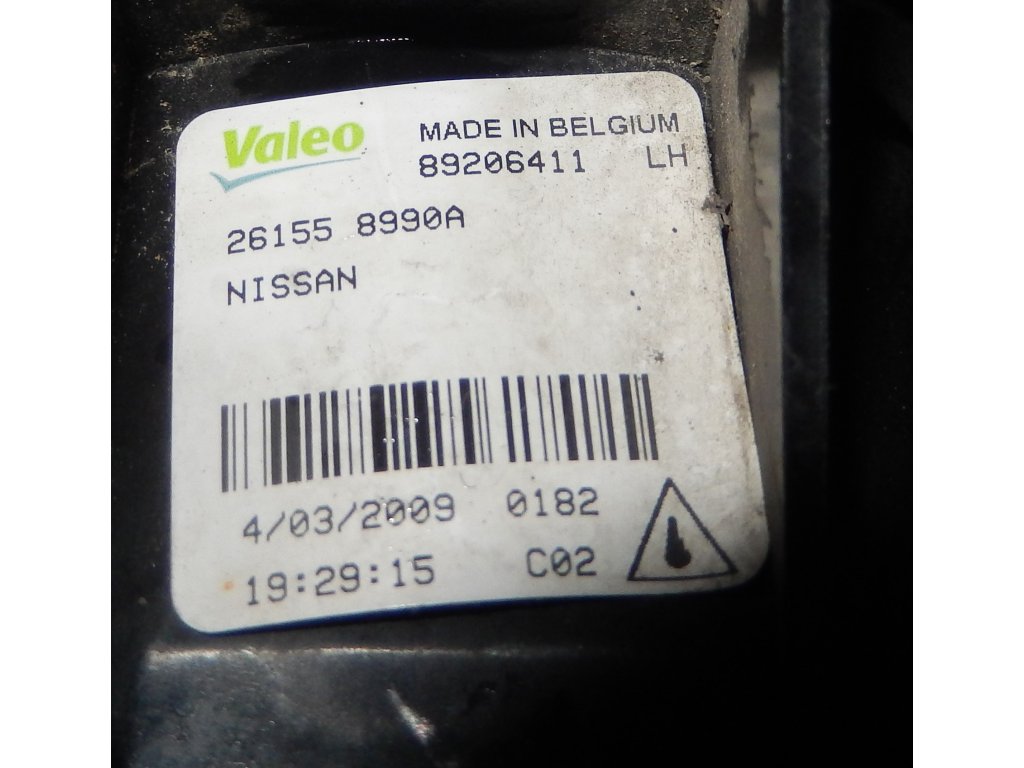 Valeo MADE IN BELGIUM
89206411 LH
26155 8990A
NISSAN
4/03/2009 0182
19:29:15 C02